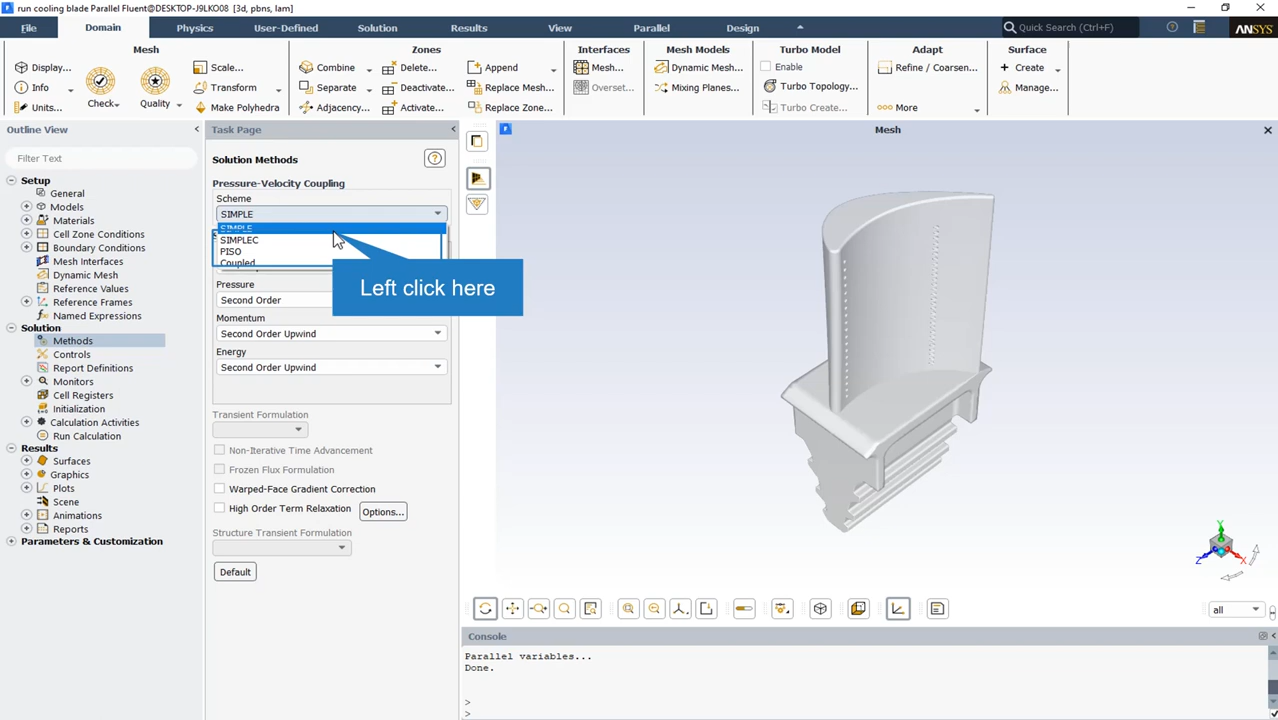 run cooling blade Parallel Fluent@DESKTOP-J9LKO08 [3d, pbns, lam]
File
Domain
Physics
User-Defined
Solution
Results
View
Parallel
Design
Quick Search (Ctrl+F)
ANSYS
Mesh
Zones
Interfaces
Mesh Models
Turbo Model
Adapt
Surface
Display...
Info
Units...
Check
Quality
Scale...
Transform
Make Polyhedra
Combine
Separate
Adjacency...
Delete...
Deactivate...
Activate...
Append
Replace Mesh...
Replace Zone...
Mesh...
Overset...
Dynamic Mesh...
Mixing Planes...
Enable
Turbo Topology...
Turbo Create...
Refine / Coarsen...
More
Create
Manage...
Outline View
Filter Text
Setup
General
Models
Materials
Cell Zone Conditions
Boundary Conditions
Mesh Interfaces
Dynamic Mesh
Reference Values
Reference Frames
Named Expressions
Solution
Methods
Controls
Report Definitions
Monitors
Cell Registers
Initialization
Calculation Activities
Run Calculation
Results
Surfaces
Graphics
Plots
Scene
Animations
Reports
Parameters & Customization
Task Page
Solution Methods
Pressure-Velocity Coupling
Scheme
SIMPLE
SIMPLE
SIMPLEC
PISO
Coupled
Left click here
Pressure
Second Order
Momentum
Second Order Upwind
Energy
Second Order Upwind
Transient Formulation
Non-Iterative Time Advancement
Frozen Flux Formulation
Warped-Face Gradient Correction
High Order Term Relaxation
Options...
Structure Transient Formulation
Default
Mesh
Y
Z
X
all
Console
Parallel variables...
Done.
>
>